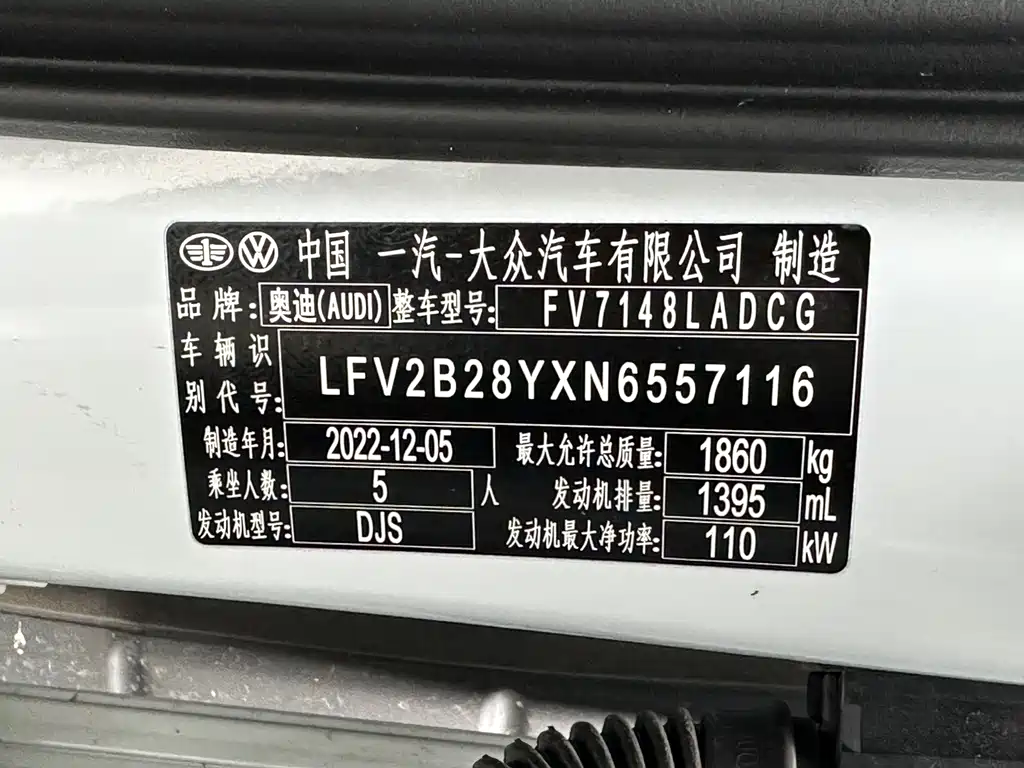 中国 一汽-大众汽车有限公司 制造
品牌: 奥迪(AUDI) 整车型号: FV7148LADCG
车辆识别代号: LFV2B28YXN6557116
制造年月: 2022-12-05 最大允许总质量: 1860 kg
乘坐人数: 5 人 发动机排量: 1395 mL
发动机型号: DJS 发动机最大净功率: 110 kW